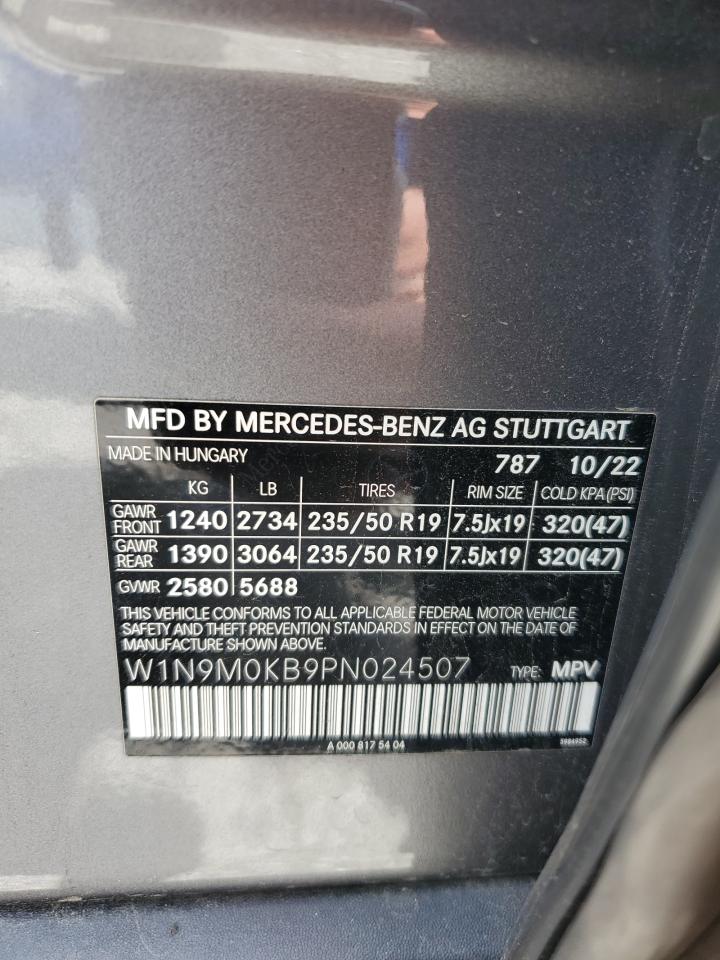 MFD BY MERCEDES-BENZ AG STUTTGART
MADE IN HUNGARY 787 10/22
KG LB TIRES RIM SIZE COLD KPA (PSI)
GAWR FRONT 1240 2734 235/50 R19 7.5Jx19 320(47)
GAWR REAR 1390 3064 235/50 R19 7.5Jx19 320(47)
GVWR 2580 5688
THIS VEHICLE CONFORMS TO ALL APPLICABLE FEDERAL MOTOR VEHICLE
SAFETY AND THEFT PREVENTION STANDARDS IN EFFECT ON THE DATE OF
MANUFACTURE SHOWN ABOVE.
W1N9M0KB9PN024507 TYPE: MPV
A 000 817 54 04 5984952